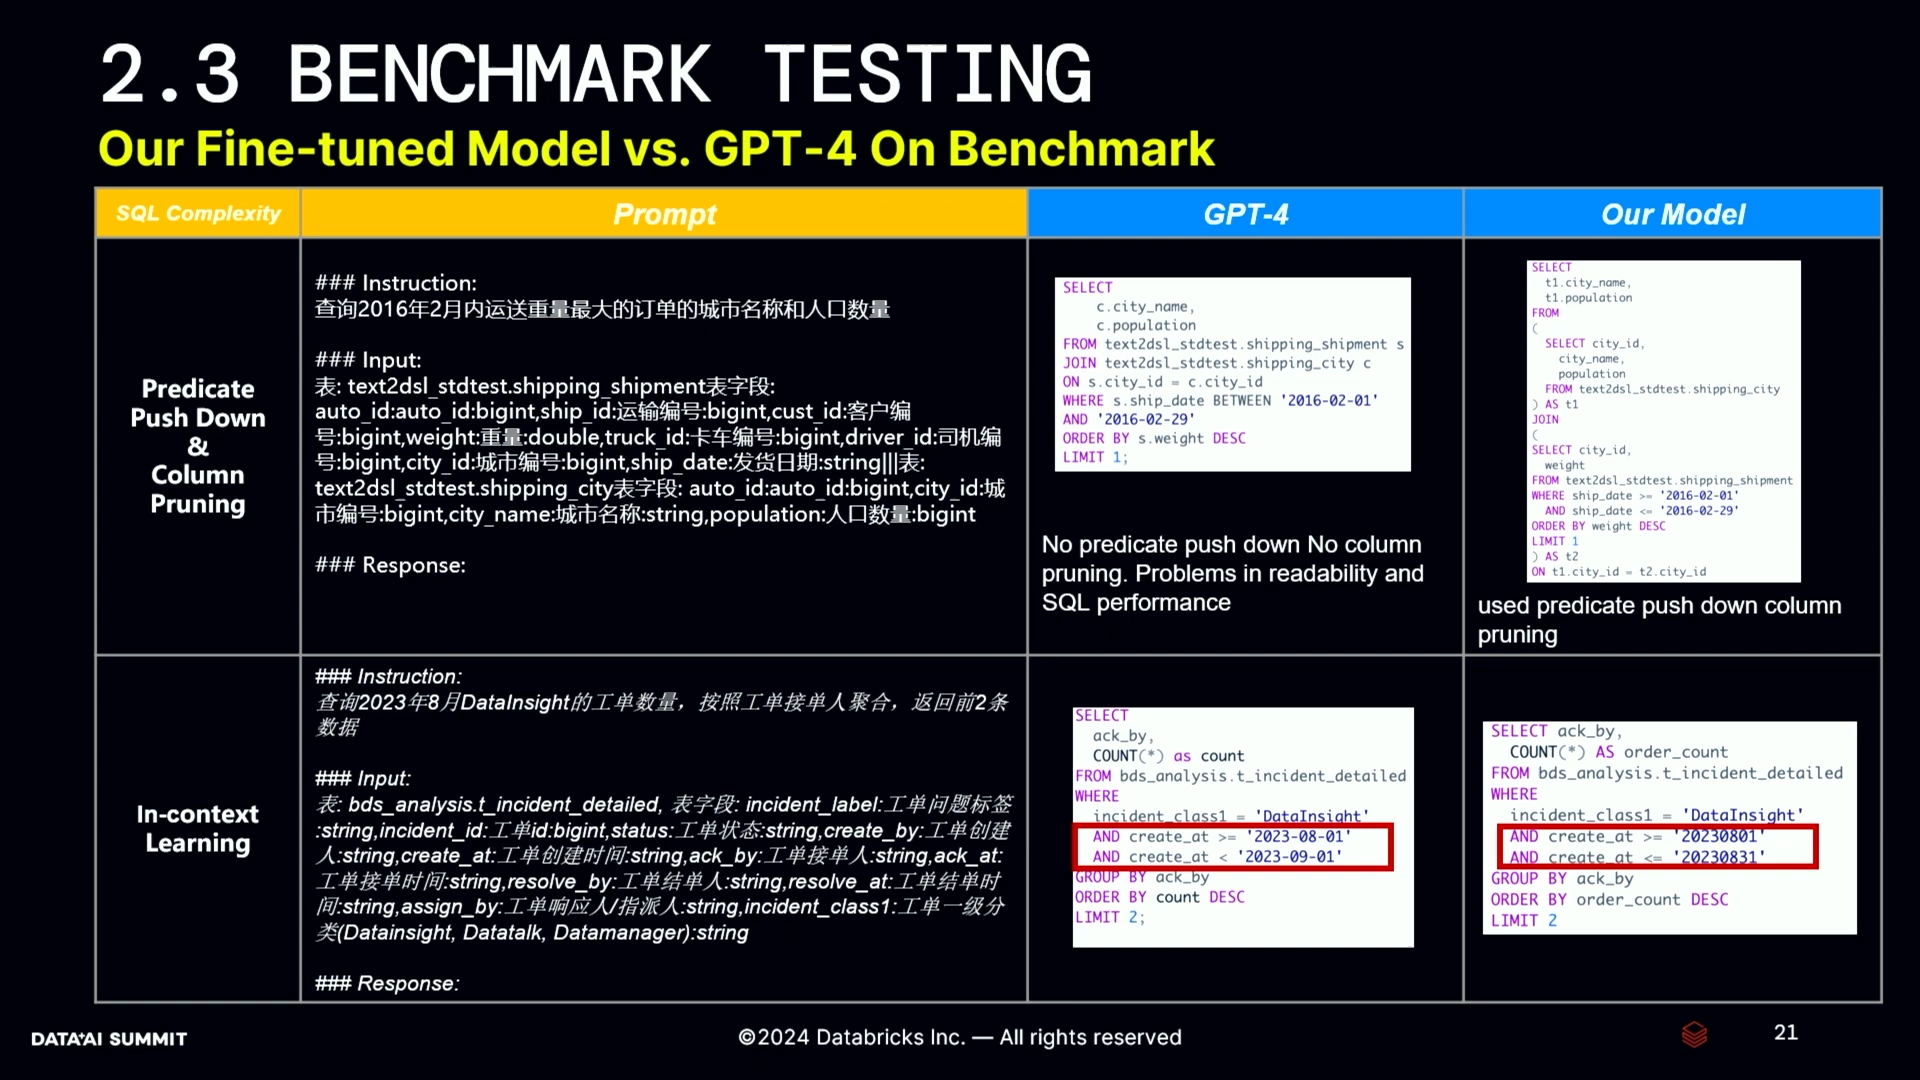 2.3 BENCHMARK TESTING
Our Fine-tuned Model vs. GPT-4 On Benchmark
SQL Complexity
Prompt
GPT-4
Our Model
Predicate
Push Down
&
Column
Pruning
### Instruction:
查询2016年2月内运送重量最大的订单的城市名称和人口数量
### Input:
表: text2dsl_stdtest.shipping_shipment表字段:
auto_id:auto_id:bigint,ship_id:运输编号:bigint,cust_id:客户编
号:bigint,weight:重量:double,truck_id:卡车编号:bigint,driver_id:司机编
号:bigint,city_id:城市编号:bigint,ship_date:发货日期:string|||表:
text2dsl_stdtest.shipping_city表字段: auto_id:auto_id:bigint,city_id:城
市编号:bigint,city_name:城市名称:string,population:人口数量:bigint
### Response:
SELECT
c.city_name,
c.population
FROM text2dsl_stdtest.shipping_shipment s
JOIN text2dsl_stdtest.shipping_city c
ON s.city_id = c.city_id
WHERE s.ship_date BETWEEN '2016-02-01'
AND '2016-02-29'
ORDER BY s.weight DESC
LIMIT 1;
No predicate push down No column
pruning. Problems in readability and
SQL performance
SELECT
t1.city_name,
t1.population
FROM
(
SELECT city_id,
city_name,
population
FROM text2dsl_stdtest.shipping_city
) AS t1
JOIN
(
SELECT city_id,
weight
FROM text2dsl_stdtest.shipping_shipment
WHERE ship_date >= '2016-02-01'
AND ship_date <= '2016-02-29'
ORDER BY weight DESC
LIMIT 1
) AS t2
ON t1.city_id = t2.city_id
used predicate push down column
pruning
In-context
Learning
### Instruction:
查询2023年8月DataInsight的工单数量，按照工单接单人聚合，返回前2条
数据
### Input:
表: bds_analysis.t_incident_detailed, 表字段: incident_label:工单问题标签
:string,incident_id:工单id:bigint,status:工单状态:string,create_by:工单创建
人:string,create_at:工单创建时间:string,ack_by:工单接单人:string,ack_at:
工单接单时间:string,resolve_by:工单结单人:string,resolve_at:工单结单时
间:string,assign_by:工单响应人/指派人:string,incident_class1:工单一级分
类(Datainsight, Datatalk, Datamanager):string
### Response:
SELECT
ack_by,
COUNT(*) as count
FROM bds_analysis.t_incident_detailed
WHERE
incident_class1 = 'DataInsight'
AND create_at >= '2023-08-01'
AND create_at < '2023-09-01'
GROUP BY ack_by
ORDER BY count DESC
LIMIT 2;
SELECT ack_by,
COUNT(*) AS order_count
FROM bds_analysis.t_incident_detailed
WHERE
incident_class1 = 'DataInsight'
AND create_at >= '20230801'
AND create_at <= '20230831'
GROUP BY ack_by
ORDER BY order_count DESC
LIMIT 2
DATA+AI SUMMIT
©2024 Databricks Inc. — All rights reserved
21